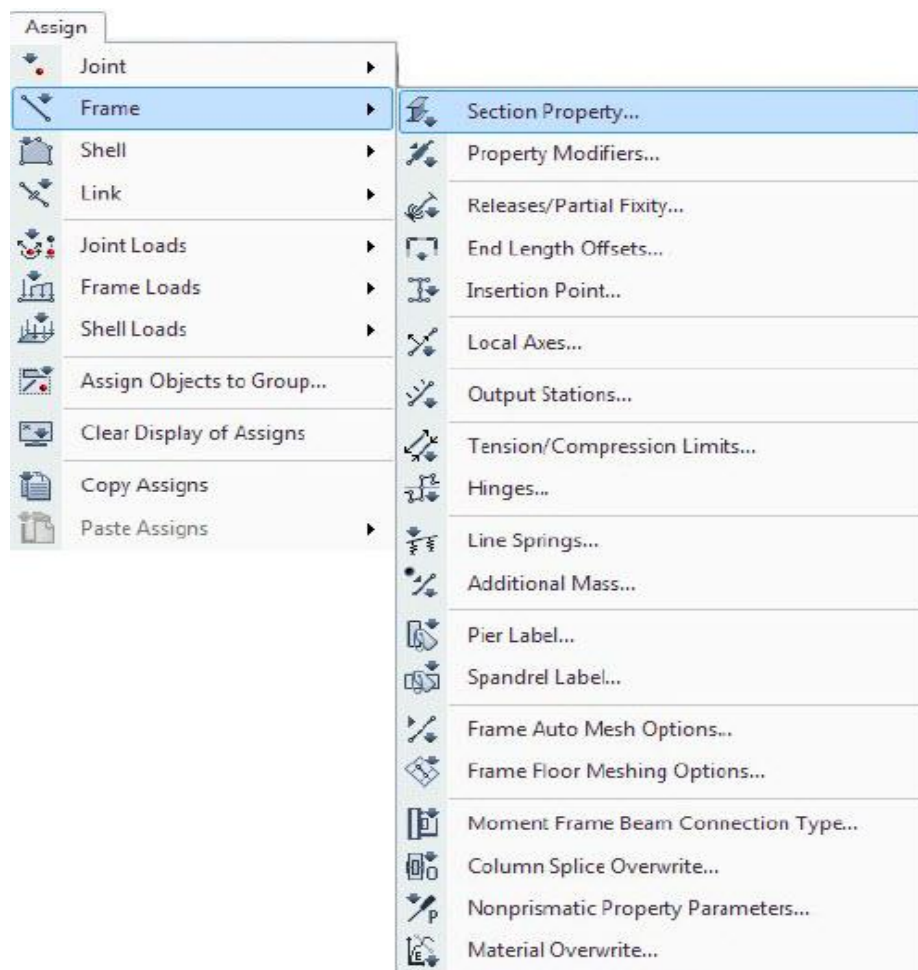 Assign
Joint
Frame
Shell
Link
Joint Loads
Frame Loads
Shell Loads
Assign Objects to Group...
Clear Display of Assigns
Copy Assigns
Paste Assigns
Section Property...
Property Modifiers...
Releases/Partial Fixity...
End Length Offsets...
Insertion Point...
Local Axes...
Output Stations...
Tension/Compression Limits...
Hinges...
Line Springs...
Additional Mass...
Pier Label...
Spandrel Label...
Frame Auto Mesh Options...
Frame Floor Meshing Options...
Moment Frame Beam Connection Type...
Column Splice Overwrite...
Nonprismatic Property Parameters...
Material Overwrite...